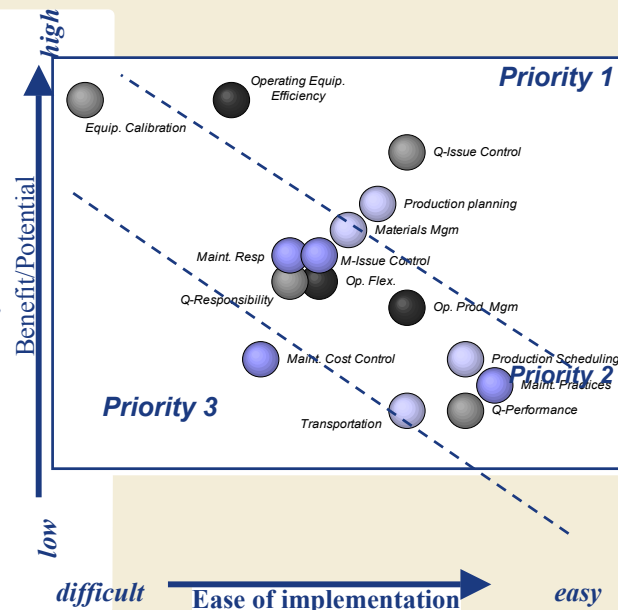 high
Priority 1
Operating Equip.
Efficiency
Equip. Calibration
Q-Issue Control
Production planning
Materials Mgm
Maint. Resp
M-Issue Control
Op. Flex.
Q-Responsibility
Op. Prod. Mgm
Benefit/Potential
Maint. Cost Control
Production Scheduling
Priority 2
Maint. Practices
Priority 3
Q-Performance
Transportation
low
difficult
Ease of implementation
easy